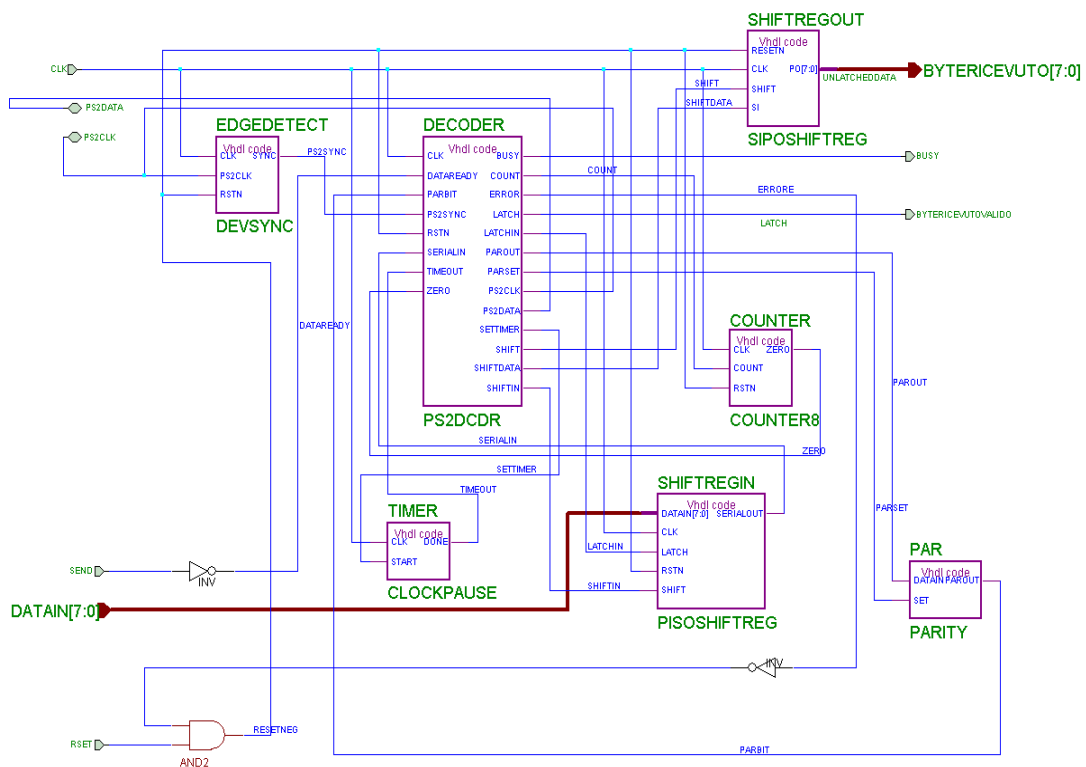 SHIFTREGOUT
Vhdl code
RESETN
CLK
CLK PO[7:0]
BYTERICEVUTO[7:0]
UNLATCHEDDATA
SHIFT
SHIFT
PS2DATA
SHIFTDATA
SI
EDGEDETECT
DECODER
PS2CLK
SIPOSHIFTREG
Vhdl code
Vhdl code
CLK SYNC
PS2SYNC
CLK BUSY
BUSY
PS2CLK
DATAREADY COUNT
COUNT
RSTN
PARBIT ERROR
ERRORE
PS2SYNC LATCH
BYTERICEVUTOVALIDO
DEVSYNC
LATCH
RSTN LATCHIN
SERIALIN PAROUT
TIMEOUT PARSET
ZERO PS2CLK
PS2DATA
DATAREADY
SETTIMER
COUNTER
Vhdl code
SHIFT
CLK ZERO
SHIFTDATA
COUNT
SHIFTIN
RSTN
PAROUT
PS2DCDR
COUNTER8
SERIALIN
ZERO
SETTIMER
SHIFTREGIN
TIMEOUT
Vhdl code
TIMER
DATAIN[7:0] SERIALOUT
PARSET
Vhdl code
CLK
CLK DONE
LATCHIN
LATCH
PAR
START
SEND
RSTN
Vhdl code
INV
DATAIN PAROUT
SHIFTIN
SHIFT
CLOCKPAUSE
SET
DATAIN[7:0]
PISOSHIFTREG
PARITY
INV
RESETNEG
RSET
PARBIT
AND2